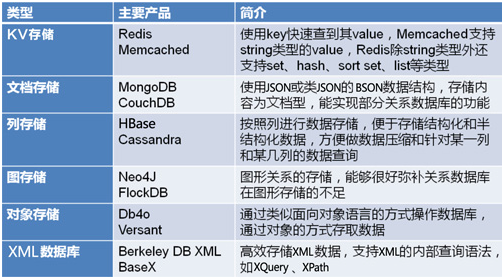 类型 主要产品 简介
KV存储 Redis 使用key快速查到其value，Memcached支持
Memcached string类型的value，Redis除string类型外还
支持set、hash、sort set、list等类型
文档存储 MongoDB 使用JSON或类JSON的BSON数据结构，存储内
CouchDB 容为文档型，能实现部分关系数据库的功能
列存储 HBase 按照列进行数据存储，便于存储结构化和半
Cassandra 结构化数据，方便做数据压缩和针对某一列
和某几列的数据查询
图存储 Neo4J 图形关系的存储，能够很好弥补关系数据库
FlockDB 在图形存储的不足
对象存储 Db4o 通过类似面向对象语言的方式操作数据库，
Versant 通过对象的方式存取数据
XML数据库 Berkeley DB XML 高效存储XML数据，支持XML的内部查询语法，
BaseX 如XQuery、XPath